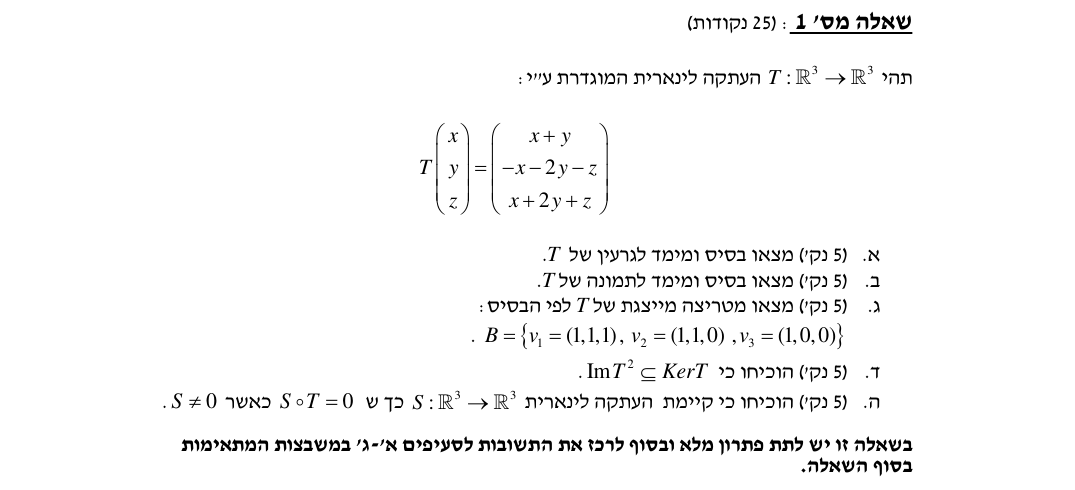 שאלה מס' 1 : (25 נקודות)
תהי T : ℝ³ → ℝ³ העתקה לינארית המוגדרת ע"י :
T(x y z) = (x + y, −x − 2y − z, x + 2y + z)
א. (5 נק') מצאו בסיס ומימד לגרעין של T.
ב. (5 נק') מצאו בסיס ומימד לתמונה של T.
ג. (5 נק') מצאו מטריצה מייצגת של T לפי הבסיס :
B = {v₁ = (1,1,1), v₂ = (1,1,0) ,v₃ = (1,0,0)} .
ד. (5 נק') הוכיחו כי Im T² ⊆ KerT .
ה. (5 נק') הוכיחו כי קיימת העתקה לינארית S : ℝ³ → ℝ³ כך ש S ∘ T = 0 כאשר S ≠ 0 .
בשאלה זו יש לתת פתרון מלא ובסוף לרכז את התשובות לסעיפים א'-ג' במשבצות המתאימות
בסוף השאלה.